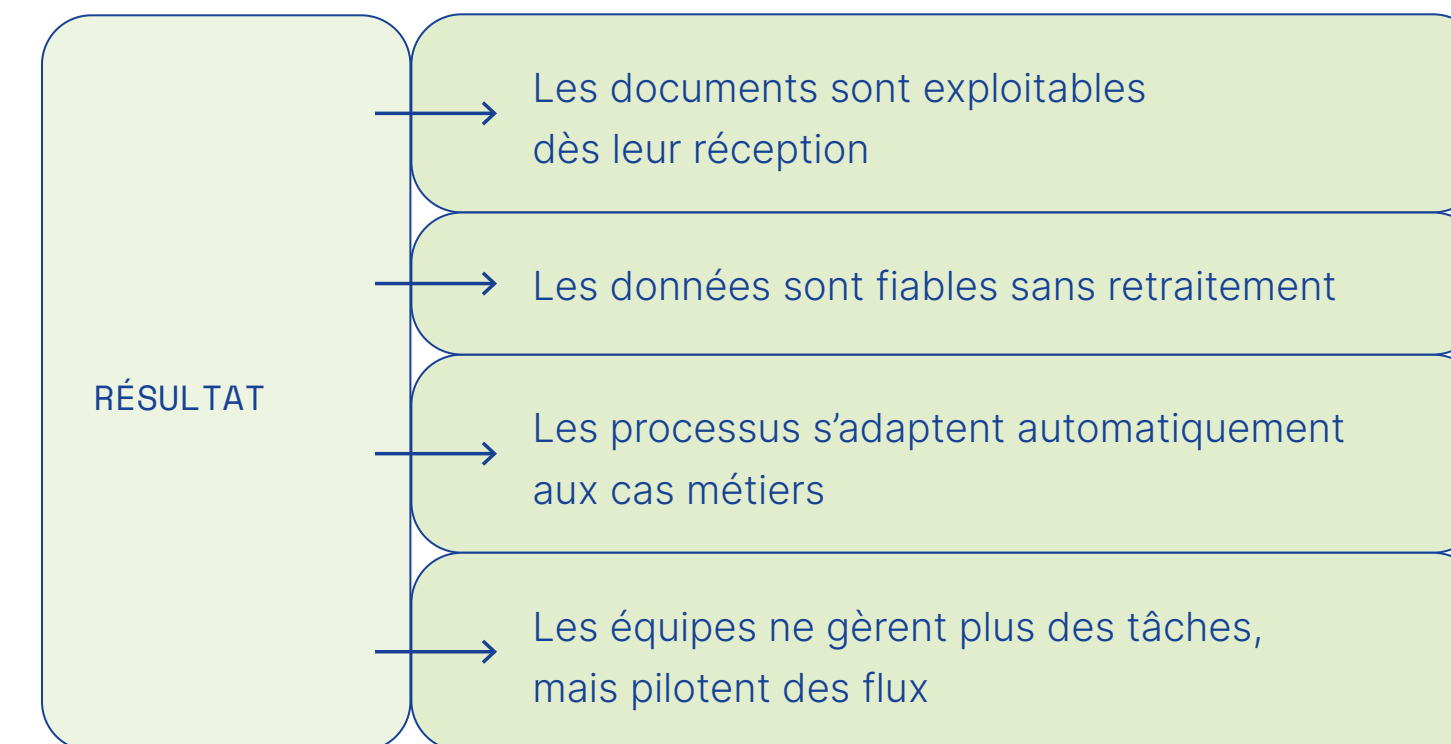 RÉSULTAT
Les documents sont exploitables
dès leur réception
Les données sont fiables sans retraitement
Les processus s’adaptent automatiquement
aux cas métiers
Les équipes ne gèrent plus des tâches,
mais pilotent des flux